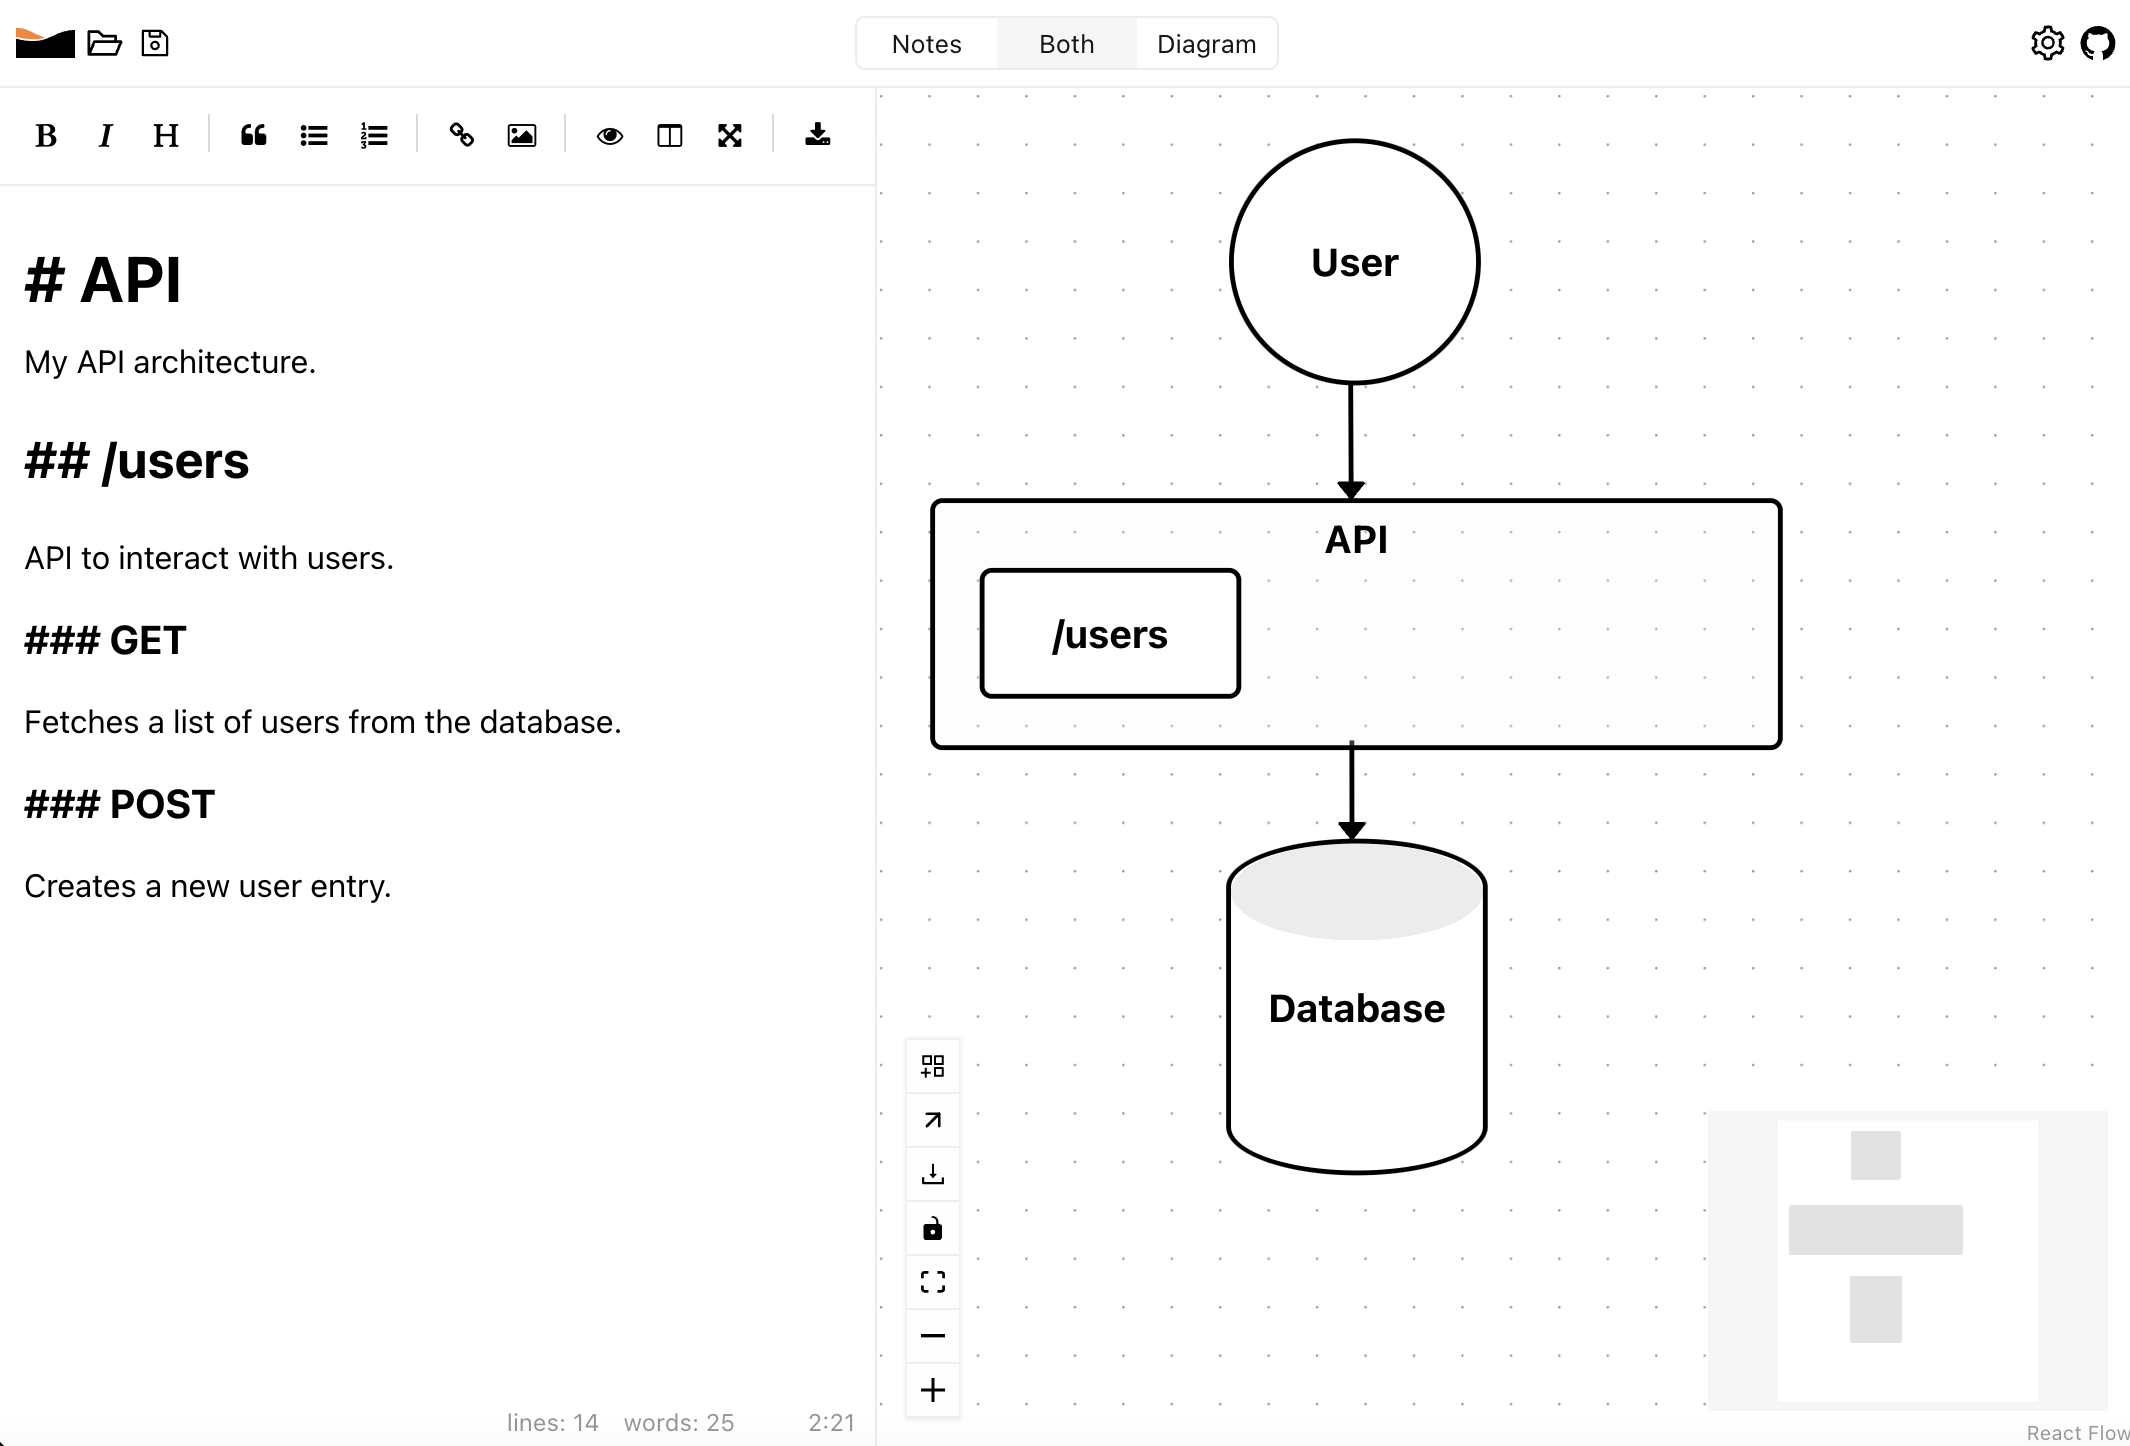 Notes
Both
Diagram
B I H
# API
My API architecture.
## /users
API to interact with users.
### GET
Fetches a list of users from the database.
### POST
Creates a new user entry.
lines: 14 words: 25 2:21
User
API
/users
Database
React Flow